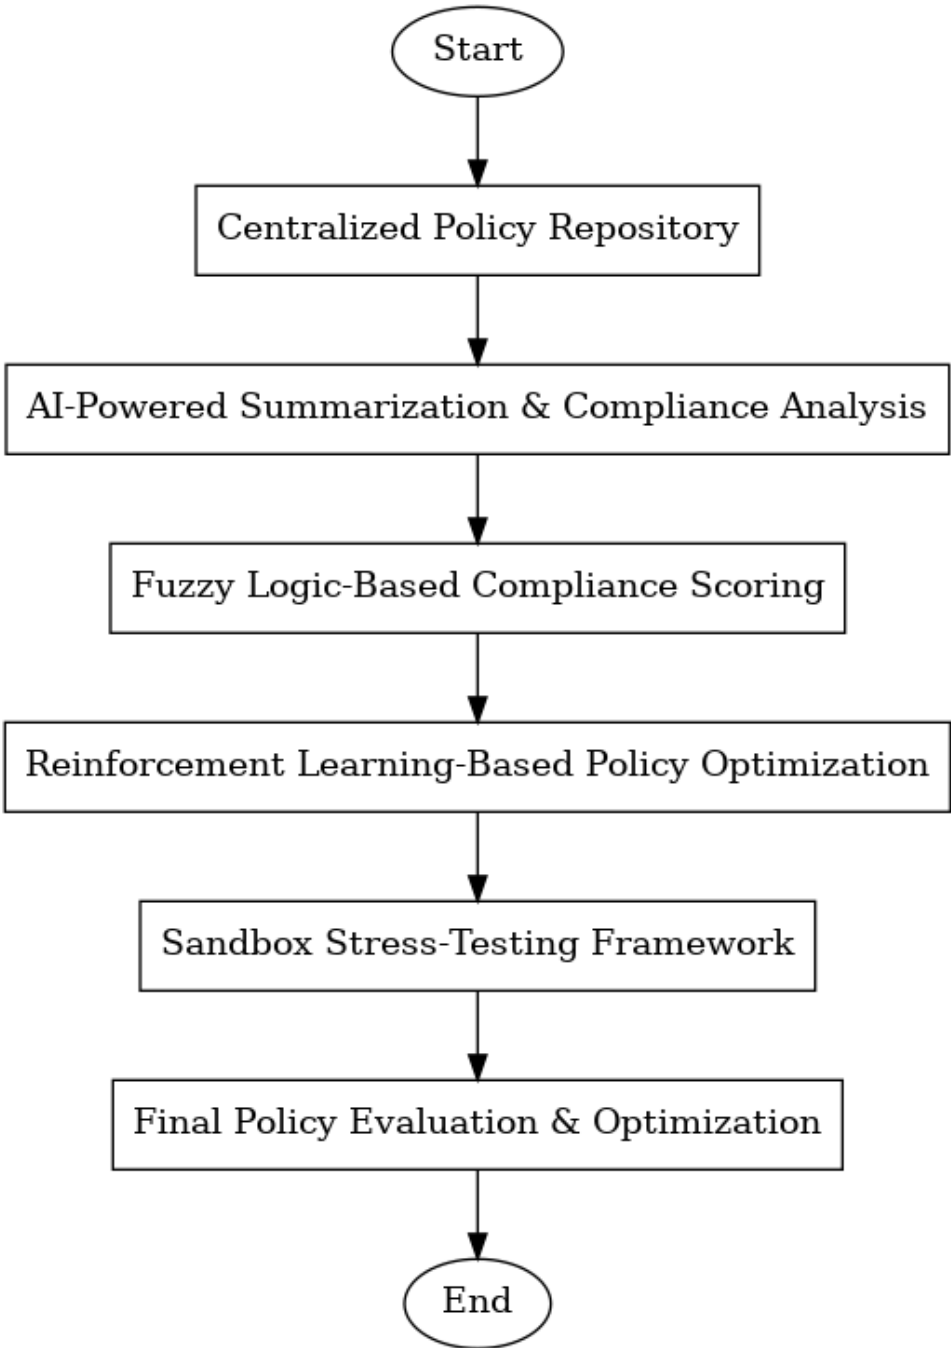 Start
Centralized Policy Repository
AI-Powered Summarization & Compliance Analysis
Fuzzy Logic-Based Compliance Scoring
Reinforcement Learning-Based Policy Optimization
Sandbox Stress-Testing Framework
Final Policy Evaluation & Optimization
End